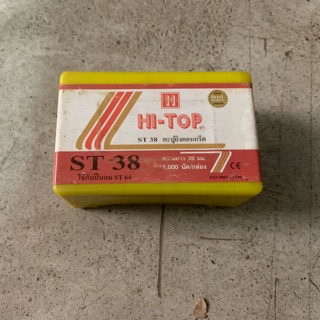 H
HI-TOP
ST 38 ตะปูยิงคอนกรีต
ST 38
ความยาว 38 มม.
1,000 นัด/กล่อง
ใช้กับปืนลม ST 64
CE